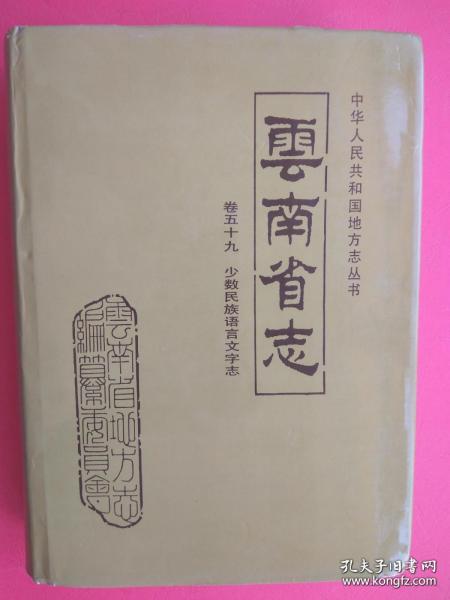 中华人民共和国地方志丛书
雲南省志
卷五十九 少数民族语言文字志
雲南省地方志
編纂委員會
孔夫子旧书网
www.kongfz.com